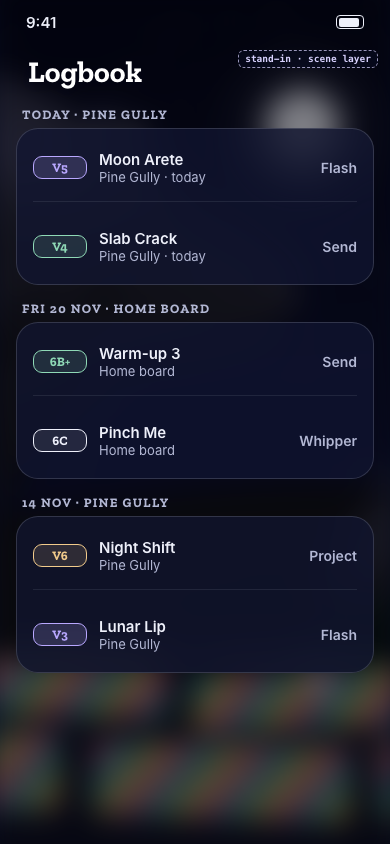 9:41
stand-in · scene layer
Logbook
TODAY · PINE GULLY
V5
Moon Arete
Pine Gully · today
Flash
V4
Slab Crack
Pine Gully · today
Send
FRI 20 NOV · HOME BOARD
6B+
Warm-up 3
Home board
Send
6C
Pinch Me
Home board
Whipper
14 NOV · PINE GULLY
V6
Night Shift
Pine Gully
Project
V3
Lunar Lip
Pine Gully
Flash